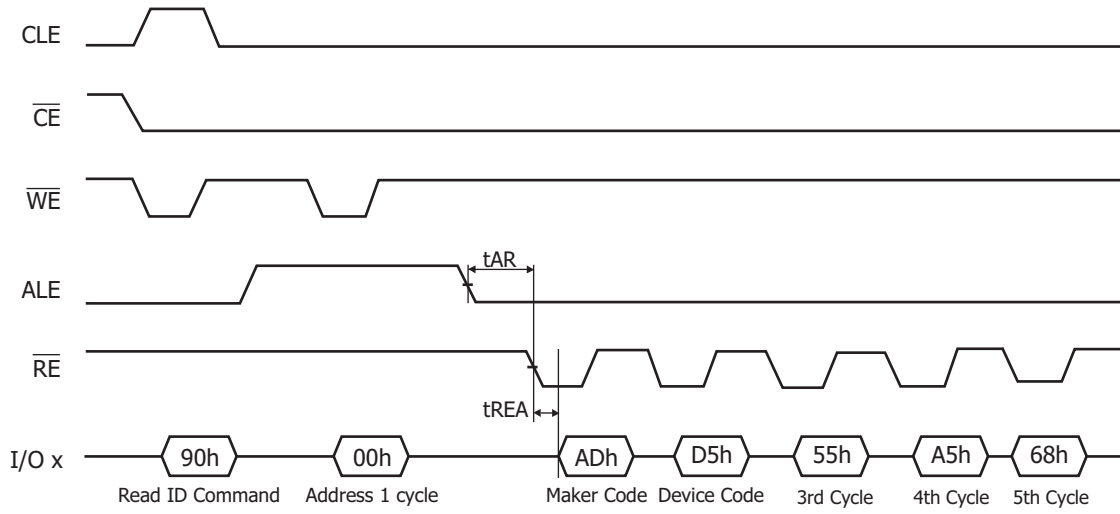 CLE
CE
WE
ALE
tAR
RE
tREA
I/O x
90h
00h
ADh
D5h
55h
A5h
68h
Read ID Command
Address 1 cycle
Maker Code
Device Code
3rd Cycle
4th Cycle
5th Cycle